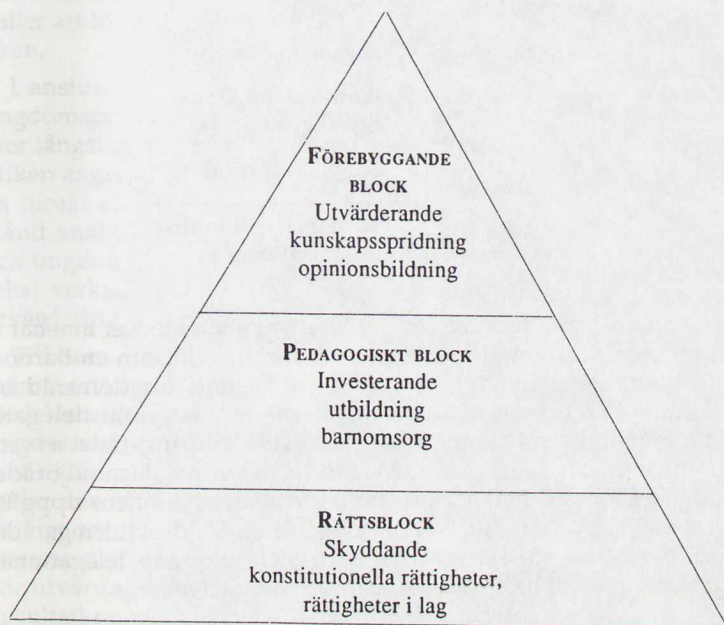 FÖREBYGGANDE
BLOCK
Utvärderande
kunskapsspridning
opinionsbildning
PEDAGOGISKT BLOCK
Investerande
utbildning
barnomsorg
RÄTTSBLOCK
Skyddande
konstitutionella rättigheter,
rättigheter i lag